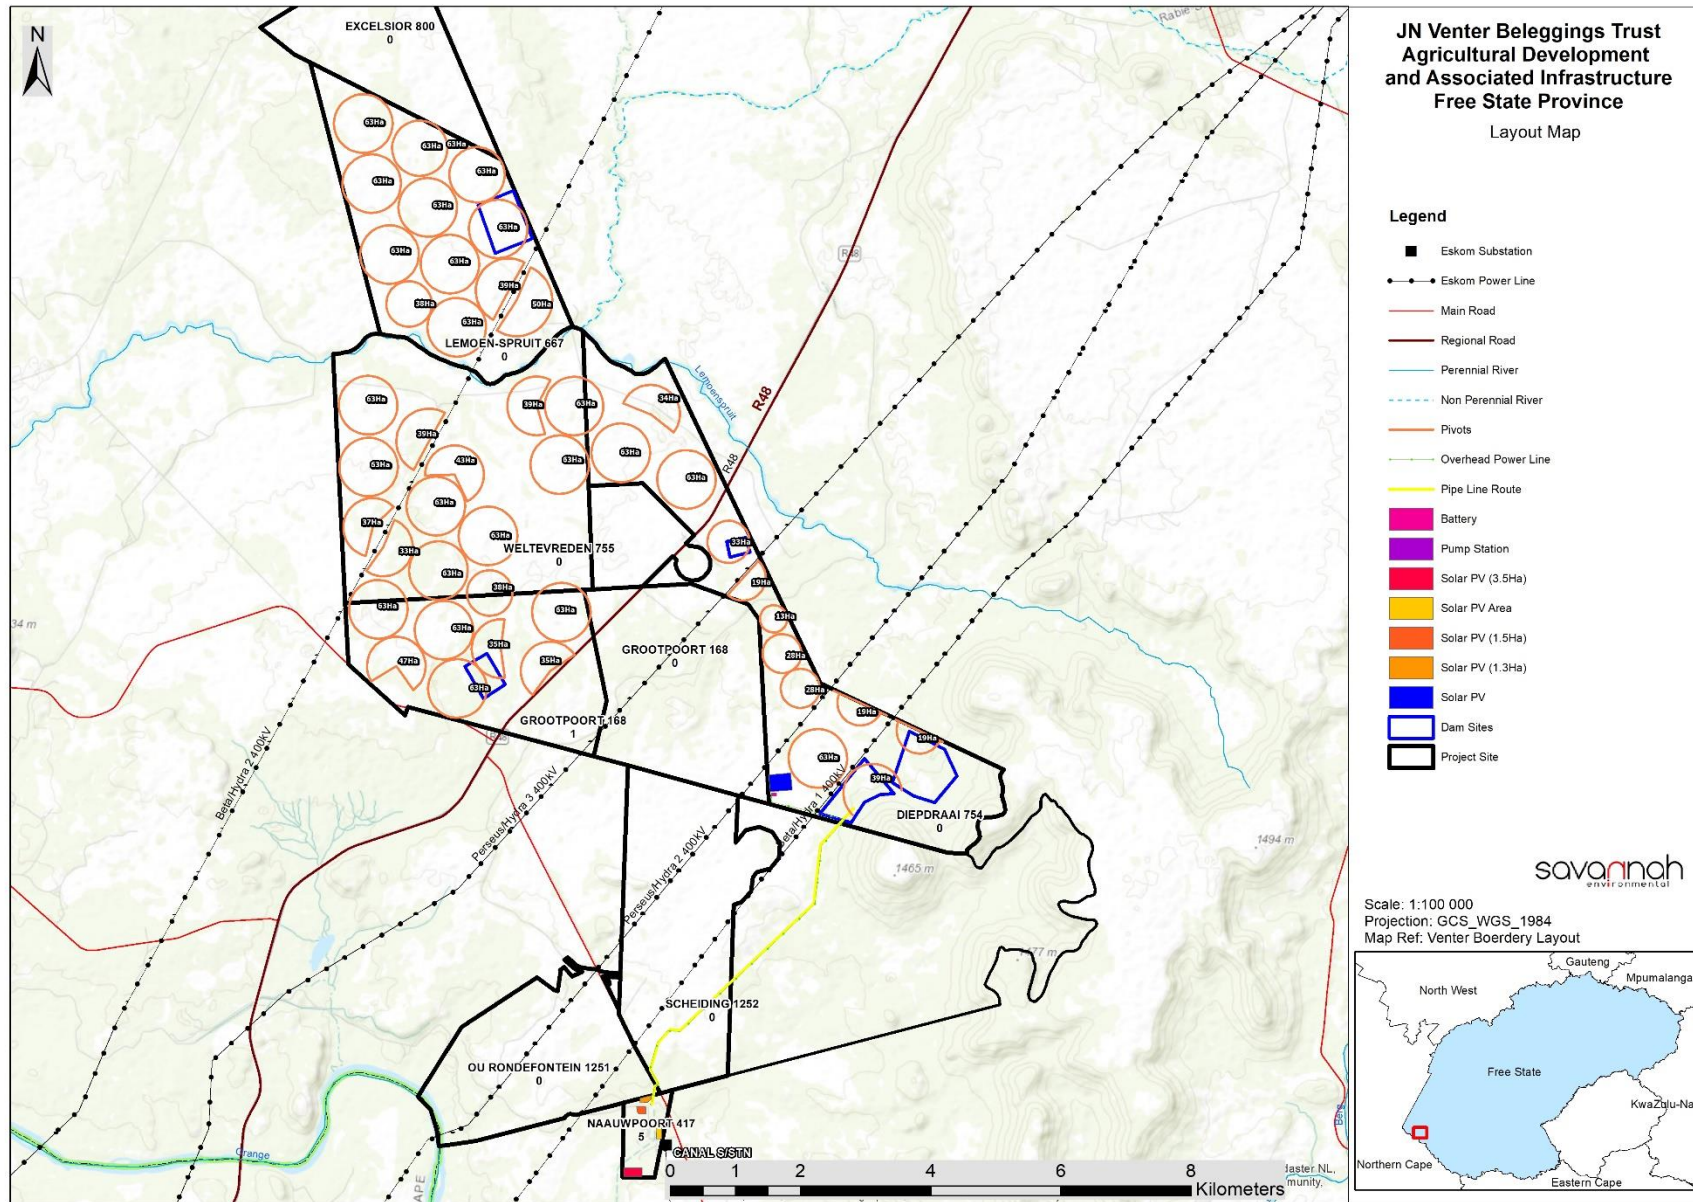 N
EXCELSIOR 800
0
63Ha
63Ha
63Ha
63Ha
63Ha
63Ha
63Ha
63Ha
63Ha
39Ha
38Ha
50Ha
63Ha
LEMOEN-SPRUIT 667
0
R48
Lemoenspruit
R48
R48
63Ha
39Ha
63Ha
34Ha
39Ha
63Ha
43Ha
63Ha
63Ha
63Ha
63Ha
37Ha
63Ha
33Ha
33Ha
WELTEVREDEN 755
0
63Ha
38Ha
19Ha
63Ha
63Ha
13Ha
63Ha
35Ha
47Ha
35Ha
28Ha
63Ha
28Ha
GROOTPOORT 168
0
GROOTPOORT 168
1
19Ha
19Ha
63Ha
39Ha
DIEPDRAAI 754
0
34 m
Beta/Hydra 2 400kV
Perseus/Hydra 3 400kV
Perseus/Hydra 2 400kV
Beta/Hydra 1 400kV
1465 m
1494 m
SCHEIDING 1252
0
OU RONDEFONTEIN 1251
0
NAAUWPOORT 417
5
CANAL S/STN
Orange
0 1 2 4 6 8
Kilometers
JN Venter Beleggings Trust
Agricultural Development
and Associated Infrastructure
Free State Province
Layout Map
Legend
Eskom Substation
Eskom Power Line
Main Road
Regional Road
Perennial River
Non Perennial River
Pivots
Overhead Power Line
Pipe Line Route
Battery
Pump Station
Solar PV (3.5Ha)
Solar PV Area
Solar PV (1.5Ha)
Solar PV (1.3Ha)
Solar PV
Dam Sites
Project Site
savannah
environmental
Scale: 1:100 000
Projection: GCS_WGS_1984
Map Ref: Venter Boerdery Layout
Gauteng
Mpumalanga
North West
Free State
KwaZulu-Na
Northern Cape
Eastern Cape